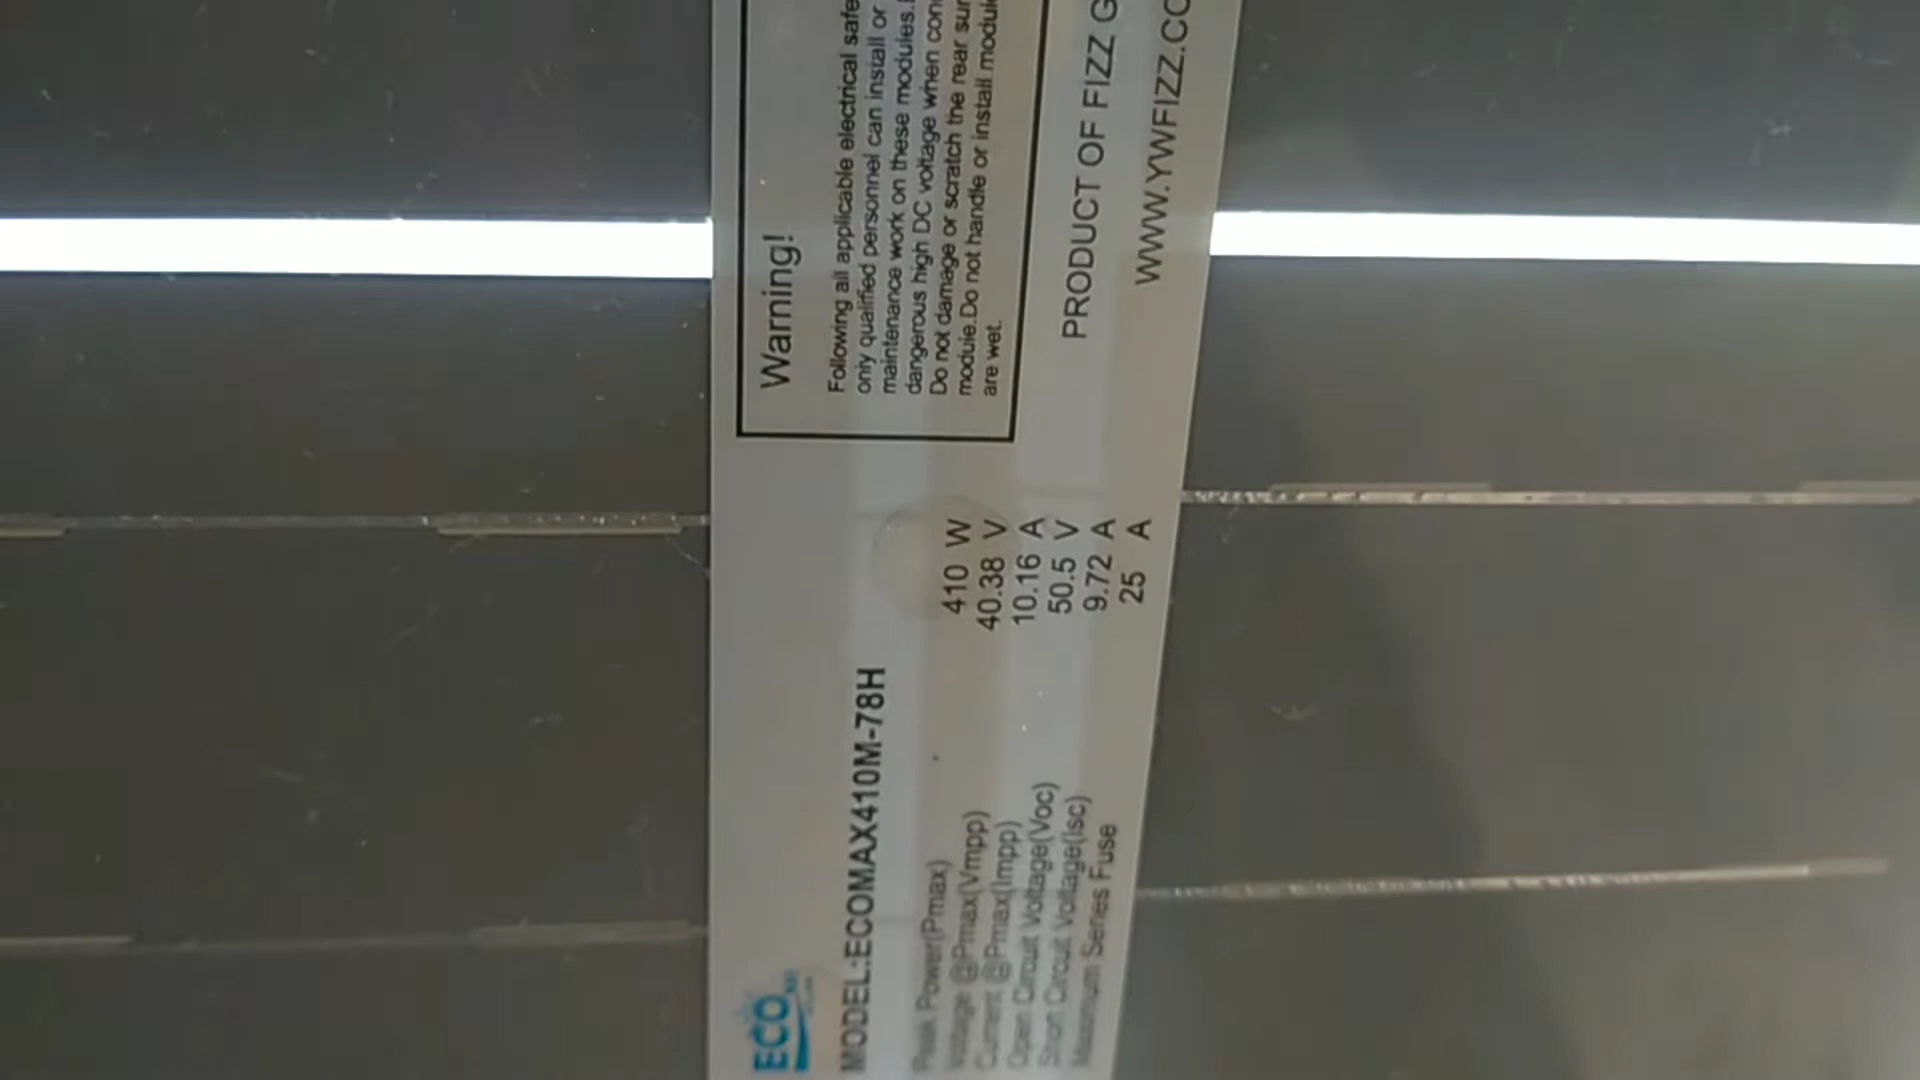 ECO
MODEL:ECOMAX410M-78H
Peak Power(Pmax) 410 W
Voltage @Pmax(Vmpp) 40.38 V
Current @Pmax(Impp) 10.16 A
Open Circuit Voltage(Voc) 50.5 V
Short Circuit Voltage(Isc) 9.72 A
Maximum Series Fuse 25 A
Warning!
Following all applicable electrical safe
only qualified personnel can install or
maintenance work on these modules.
dangerous high DC voltage when con
Do not damage or scratch the rear sur
module.Do not handle or install module
are wet.
PRODUCT OF FIZZ G
WWW.YWFIZZ.CO